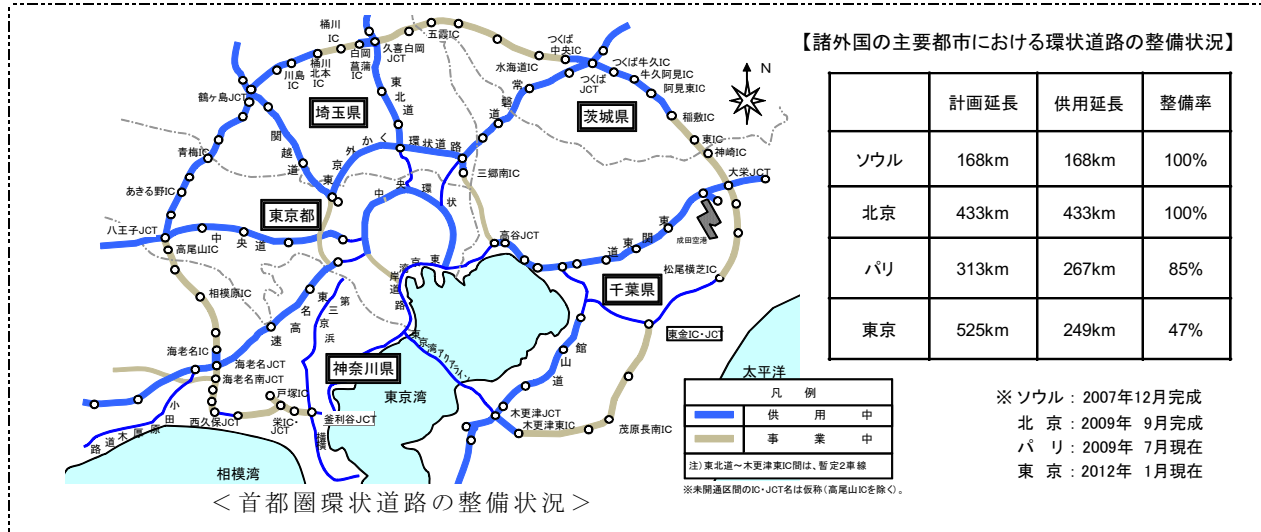 【諸外国の主要都市における環状道路の整備状況】
計画延長 供用延長 整備率
ソウル 168km 168km 100%
北京 433km 433km 100%
パリ 313km 267km 85%
東京 525km 249km 47%
※ ソウル : 2007年12月完成
北 京 : 2009年 9月完成
パ リ : 2009年 7月現在
東 京 : 2012年 1月現在
N
桶川IC
五霞IC
白岡菖蒲IC
久喜白岡JCT
つくば中央IC
水海道IC
つくばJCT
つくば牛久IC
牛久阿見IC
阿見東IC
桶川北本IC
川島IC
鶴ヶ島JCT
埼玉県
東北道
関越道
常磐道
茨城県
稲敷IC
東IC
神崎IC
大栄JCT
青梅IC
あきる野IC
東京外かく環状道路
三郷南IC
中央環状
東京都
八王子JCT
中央道
高尾山IC
高谷JCT
東関東道
成田空港
松尾横芝IC
千葉県
東金IC・JCT
相模原IC
東名高速
第三京浜
東京湾岸道路
東京湾アクアライン
館山道
海老名IC
海老名JCT
海老名南JCT
神奈川県
東京湾
太平洋
戸塚IC
栄IC・JCT
釜利谷JCT
西久保JCT
小田原厚木道路
横横
木更津JCT
木更津東IC
茂原長南IC
相模湾
凡 例
供 用 中
事 業 中
注)東北道～木更津東IC間は、暫定2車線
※未開通区間のIC・JCT名は仮称(高尾山ICを除く)。
＜首都圏環状道路の整備状況＞